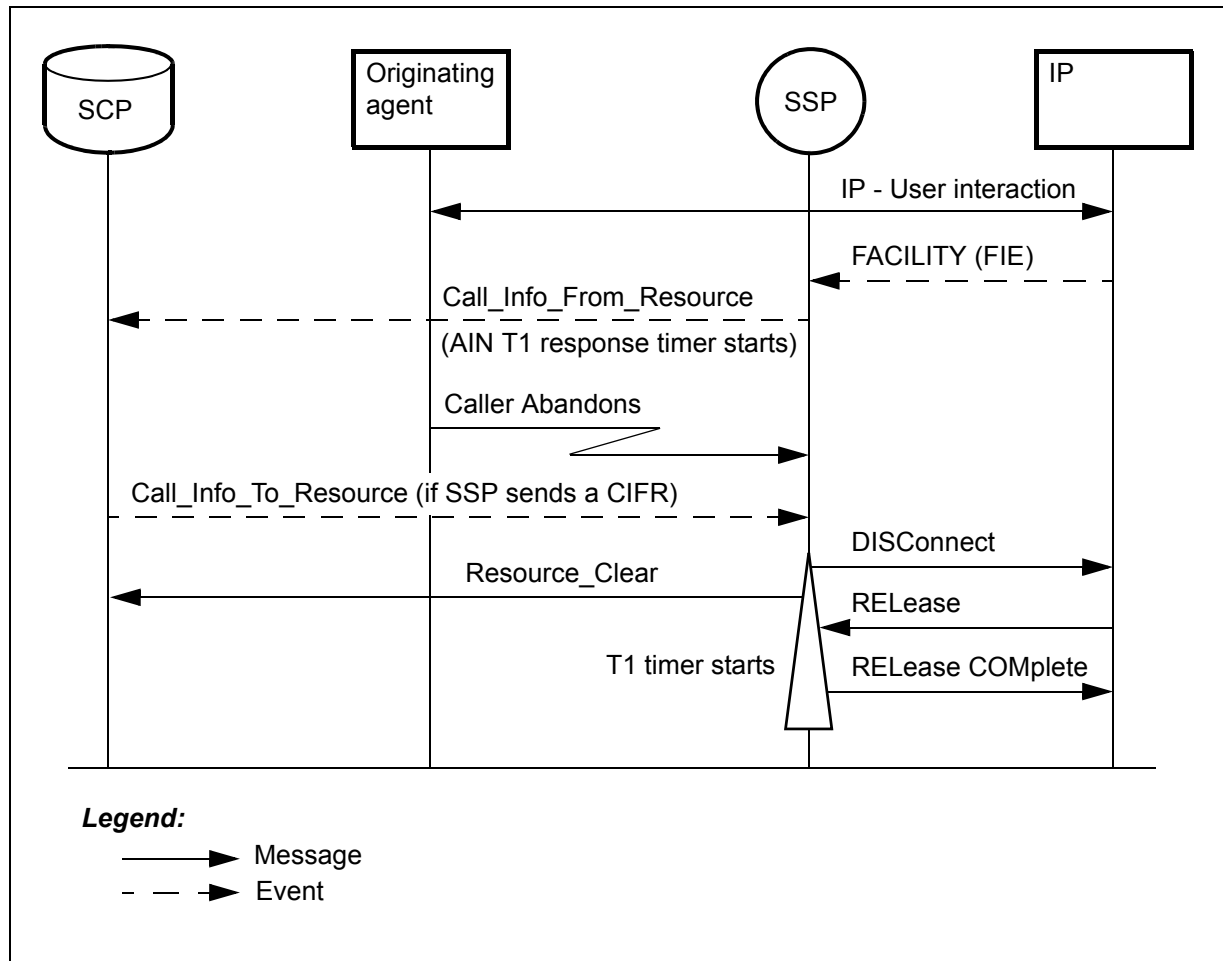 SCP
Originating
agent
SSP
IP
IP - User interaction
FACILITY (FIE)
Call_Info_From_Resource
(AIN T1 response timer starts)
Caller Abandons
Call_Info_To_Resource (if SSP sends a CIFR)
DISConnect
Resource_Clear
RELease
T1 timer starts
RELease COMplete
Legend:
Message
Event